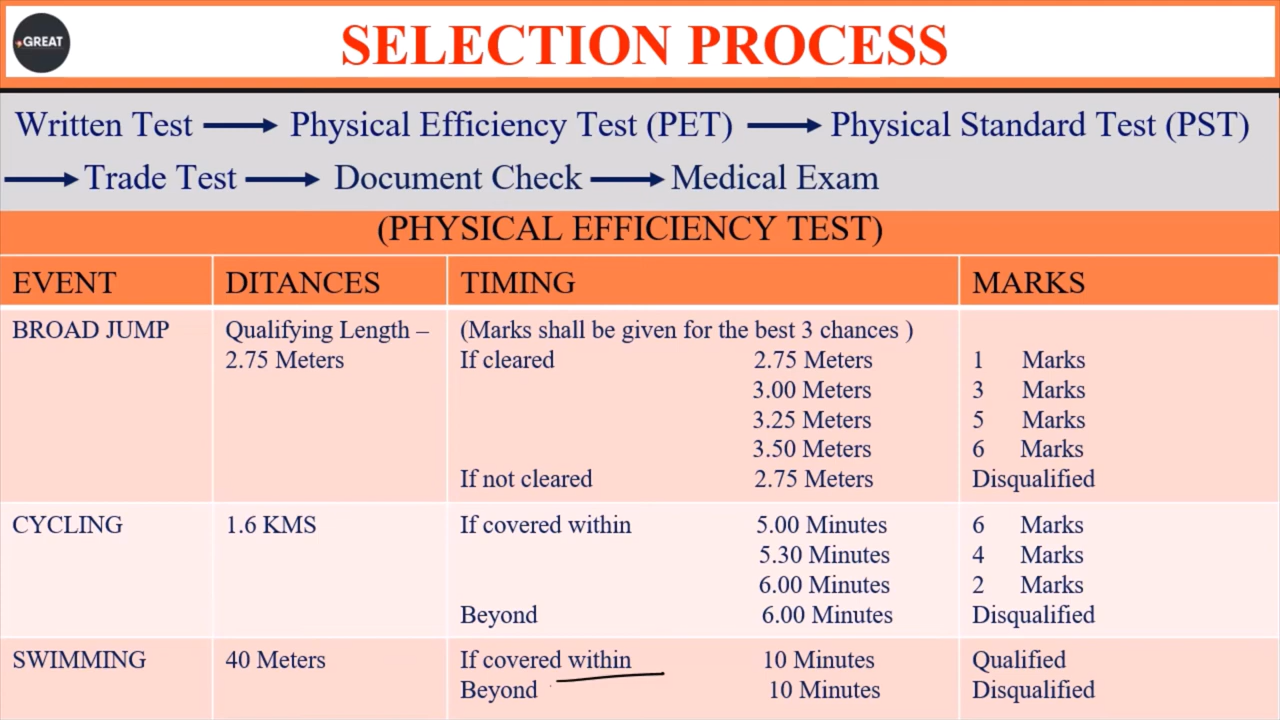 GREAT
SELECTION PROCESS
Written Test → Physical Efficiency Test (PET) → Physical Standard Test (PST)
→ Trade Test → Document Check → Medical Exam
(PHYSICAL EFFICIENCY TEST)
EVENT DITANCES TIMING MARKS
BROAD JUMP Qualifying Length – (Marks shall be given for the best 3 chances )
2.75 Meters If cleared 2.75 Meters 1 Marks
3.00 Meters 3 Marks
3.25 Meters 5 Marks
3.50 Meters 6 Marks
If not cleared 2.75 Meters Disqualified
CYCLING 1.6 KMS If covered within 5.00 Minutes 6 Marks
5.30 Minutes 4 Marks
6.00 Minutes 2 Marks
Beyond 6.00 Minutes Disqualified
SWIMMING 40 Meters If covered within 10 Minutes Qualified
Beyond 10 Minutes Disqualified